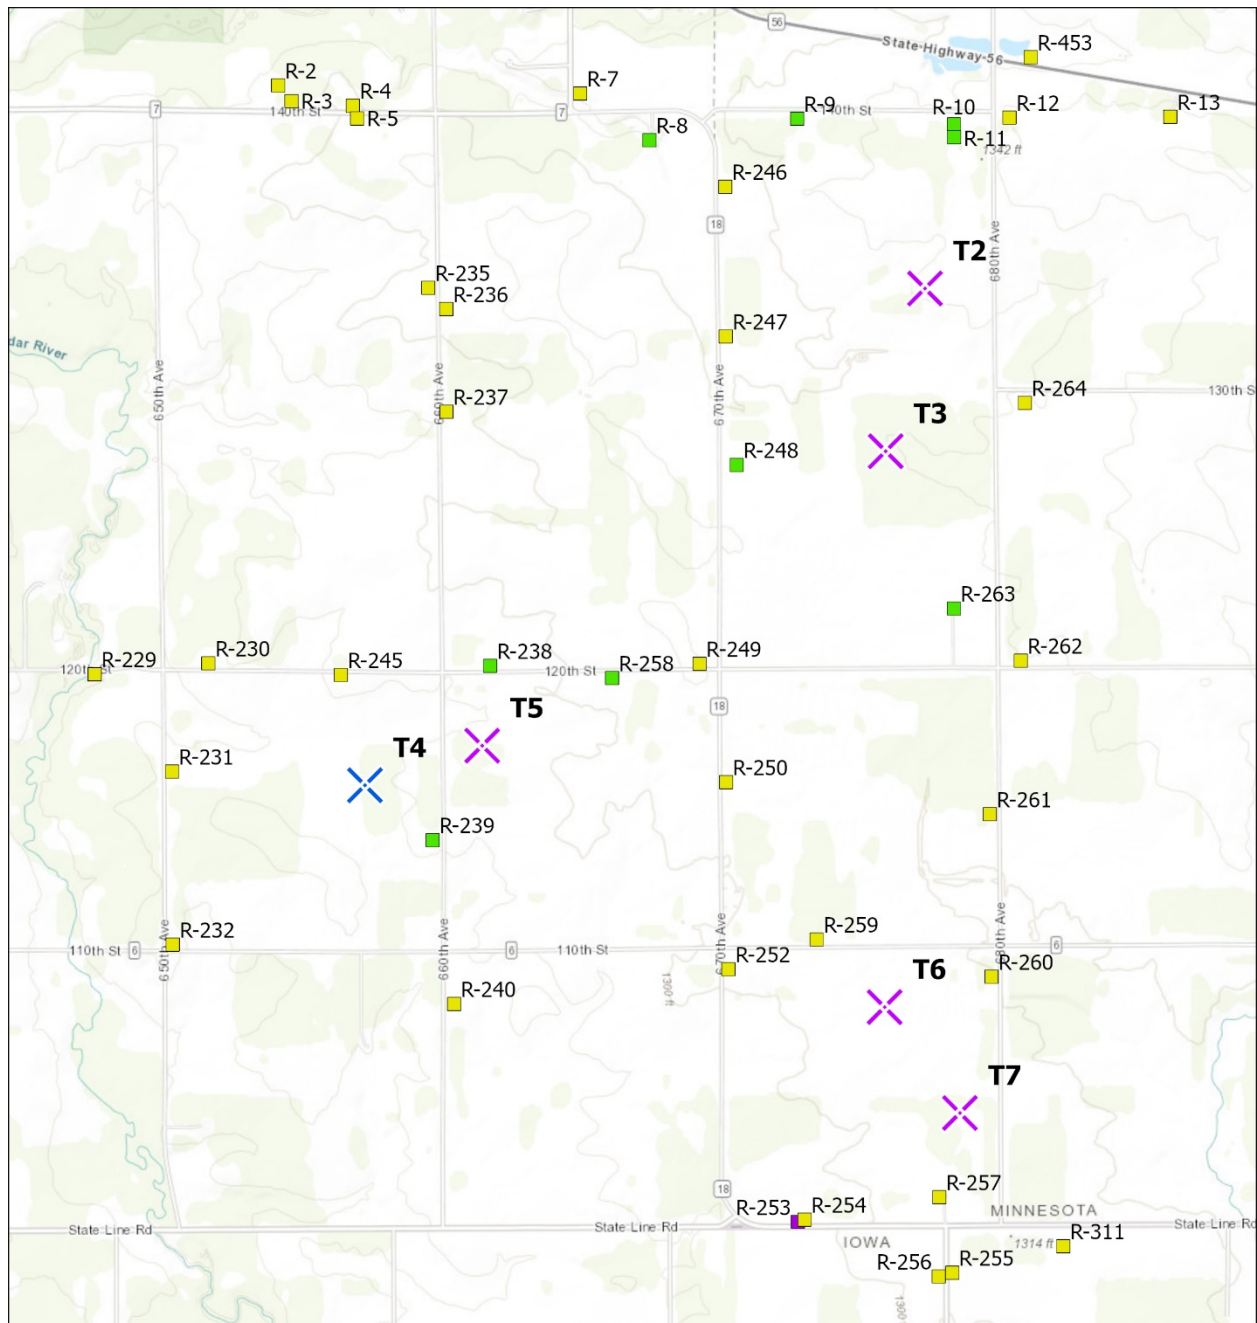 56
State Highway 56
R-453
R-2
R-7
R-3
R-4
7
140th St
R-5
7
R-9
140th St
R-10
R-12
R-13
R-8
R-11
1342 ft
R-246
18
680th Ave
T2
R-235
R-236
R-247
dar River
650th Ave
660th Ave
670th Ave
R-264
130th S
R-237
T3
R-248
R-263
R-229
120th St
R-230
R-245
R-238
120th St
R-258
R-249
R-262
18
T5
T4
R-231
R-250
R-261
R-239
R-232
650th Ave
110th St
6
660th Ave
6
110th St
670th Ave
R-259
680th Ave
6
R-252
R-260
T6
R-240
1300 ft
T7
18
R-257
MINNESOTA
R-253
R-254
State Line Rd
State Line Rd
State Line Rd
IOWA
1314 ft
R-311
R-256
R-255